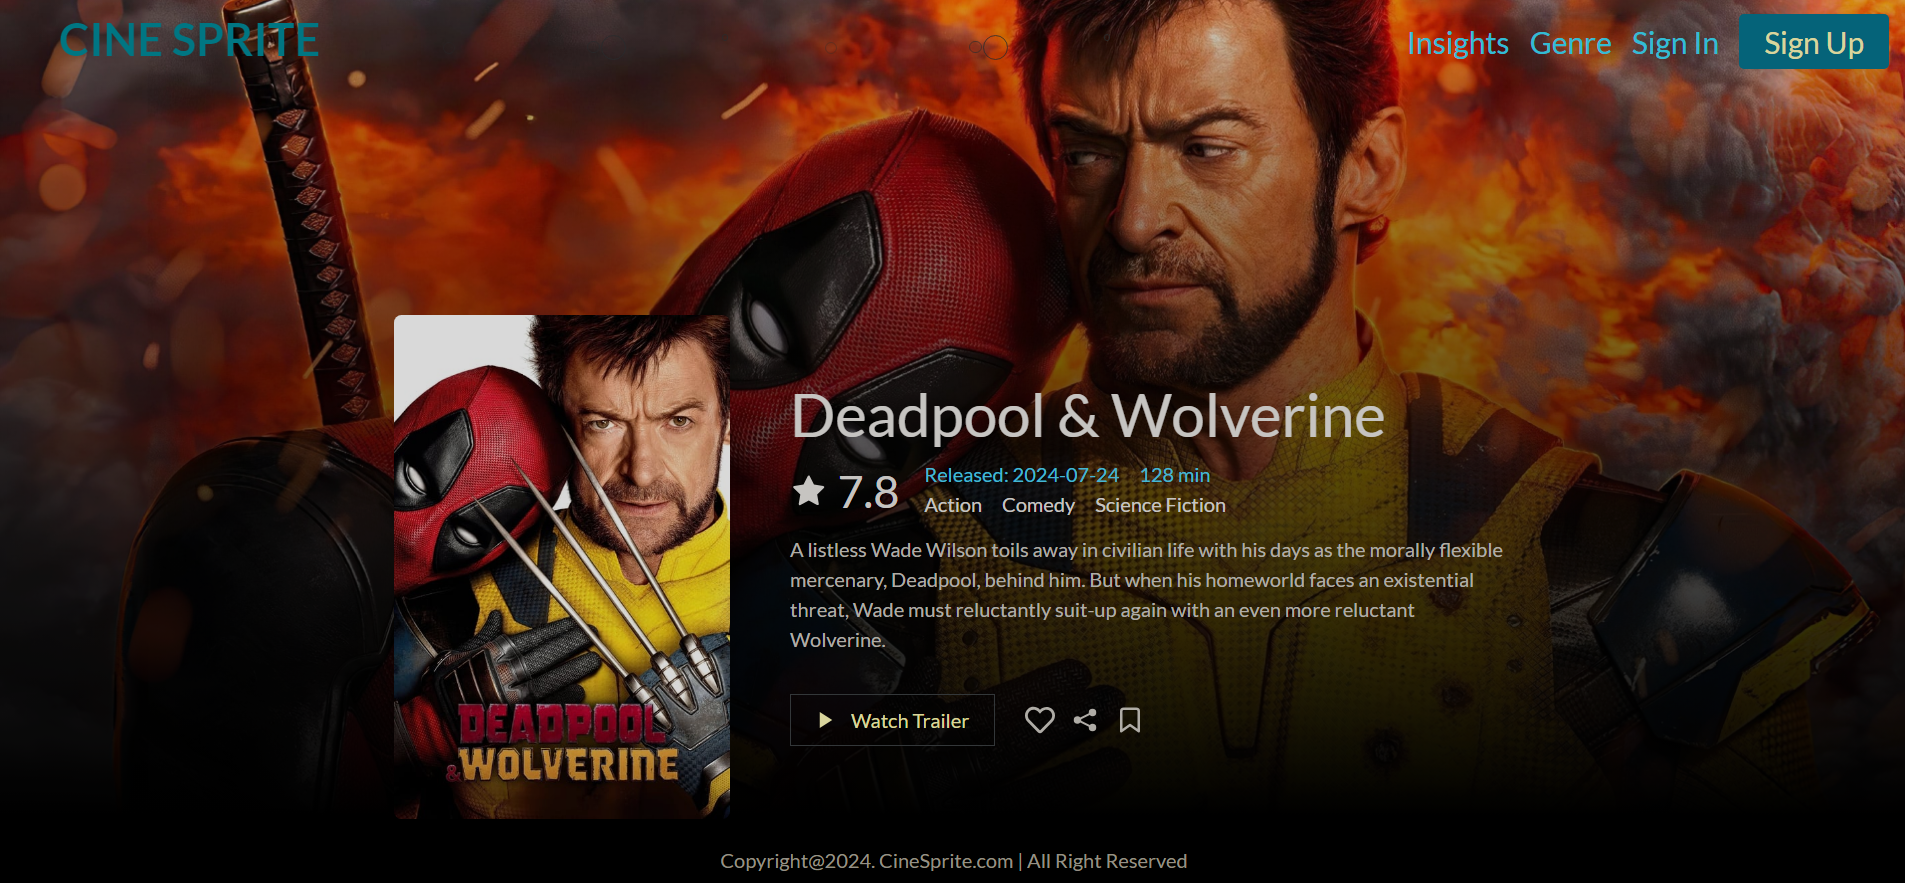 CINE SPRITE
Insights Genre Sign In Sign Up
Deadpool & Wolverine
7.8
Released: 2024-07-24 128 min
Action Comedy Science Fiction
A listless Wade Wilson toils away in civilian life with his days as the morally flexible
mercenary, Deadpool, behind him. But when his homeworld faces an existential
threat, Wade must reluctantly suit-up again with an even more reluctant
Wolverine.
Watch Trailer
DEADPOOL
&WOLVERINE
Copyright@2024. CineSprite.com | All Right Reserved